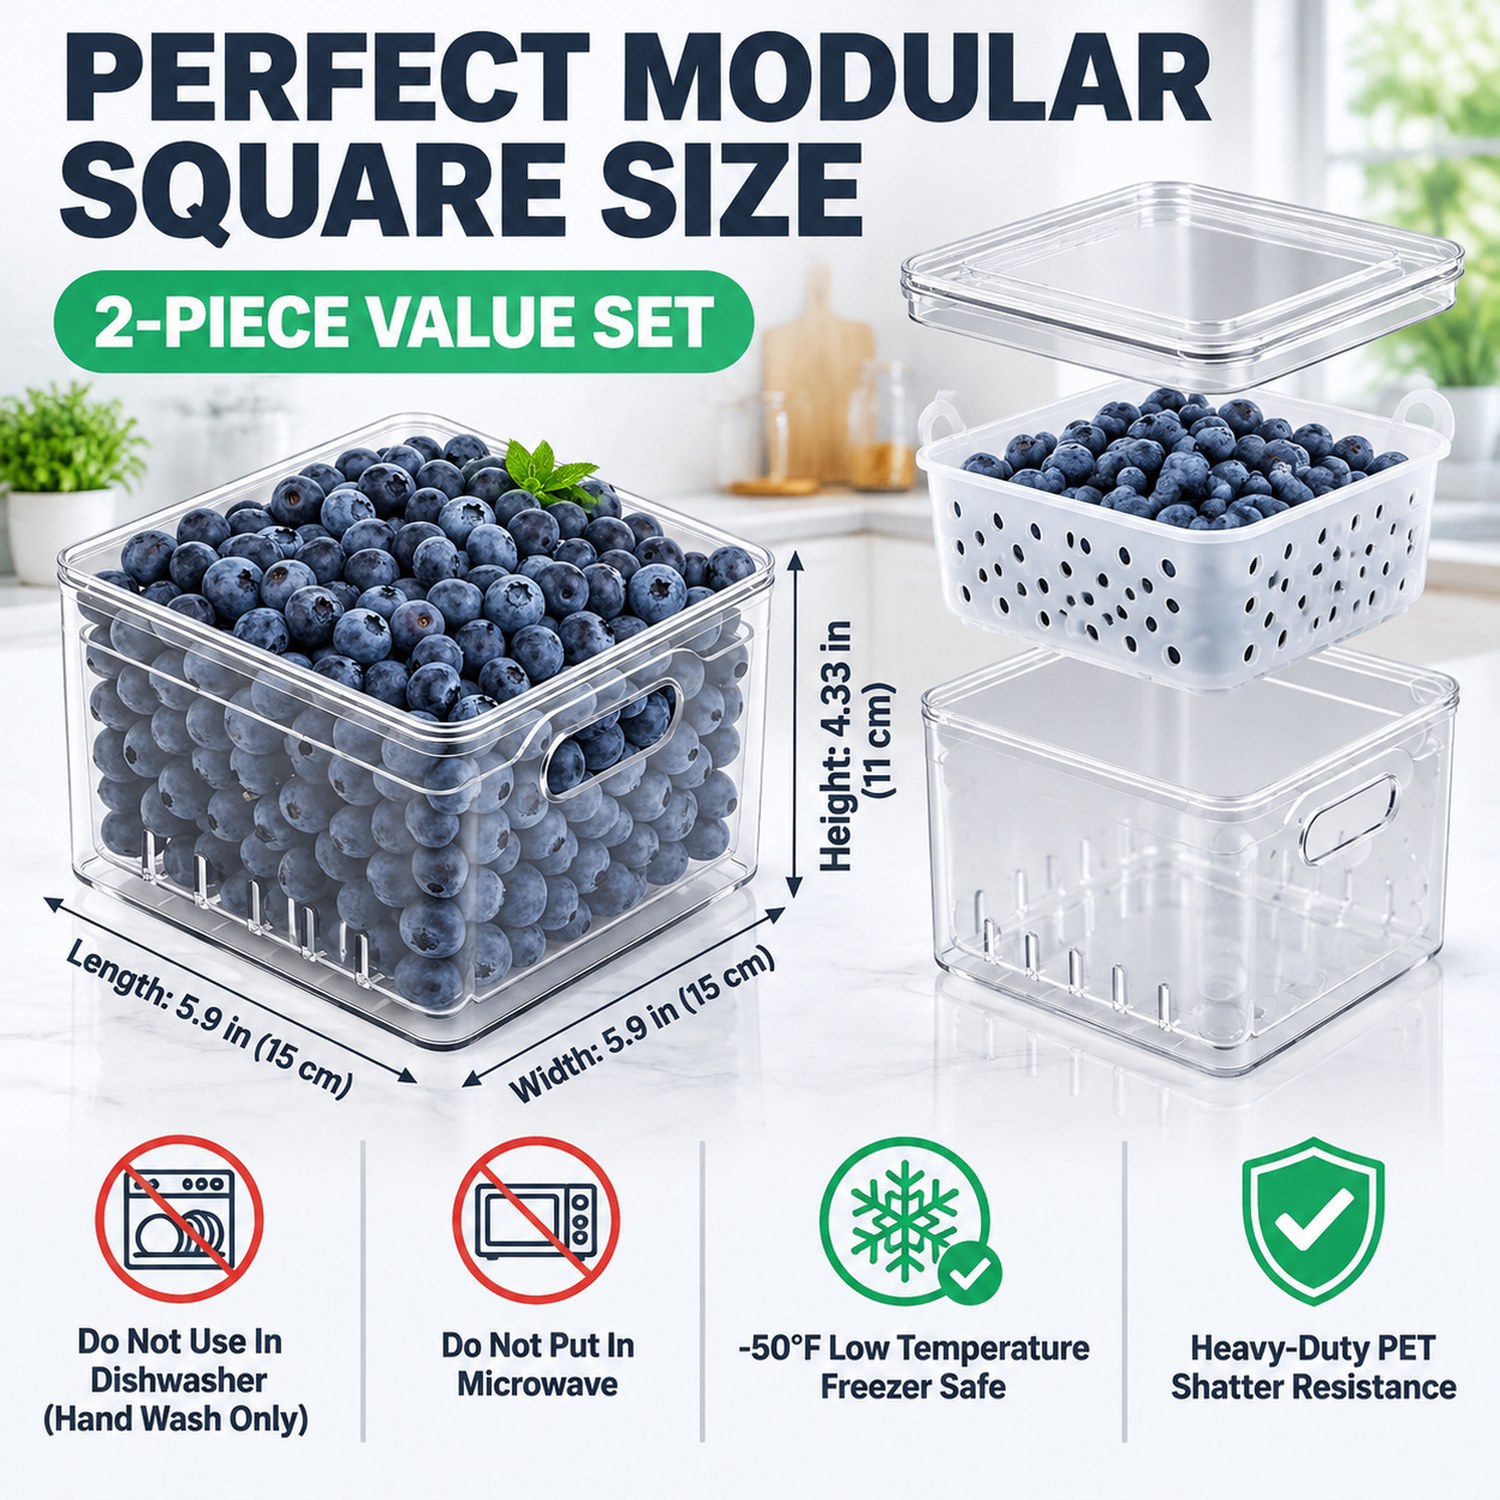 PERFECT MODULAR
SQUARE SIZE
2-PIECE VALUE SET
Height: 4.33 in
(11 cm)
Length: 5.9 in (15 cm)
Width: 5.9 in (15 cm)
Do Not Use In
Dishwasher
(Hand Wash Only)
Do Not Put In
Microwave
-50°F Low Temperature
Freezer Safe
Heavy-Duty PET
Shatter Resistance